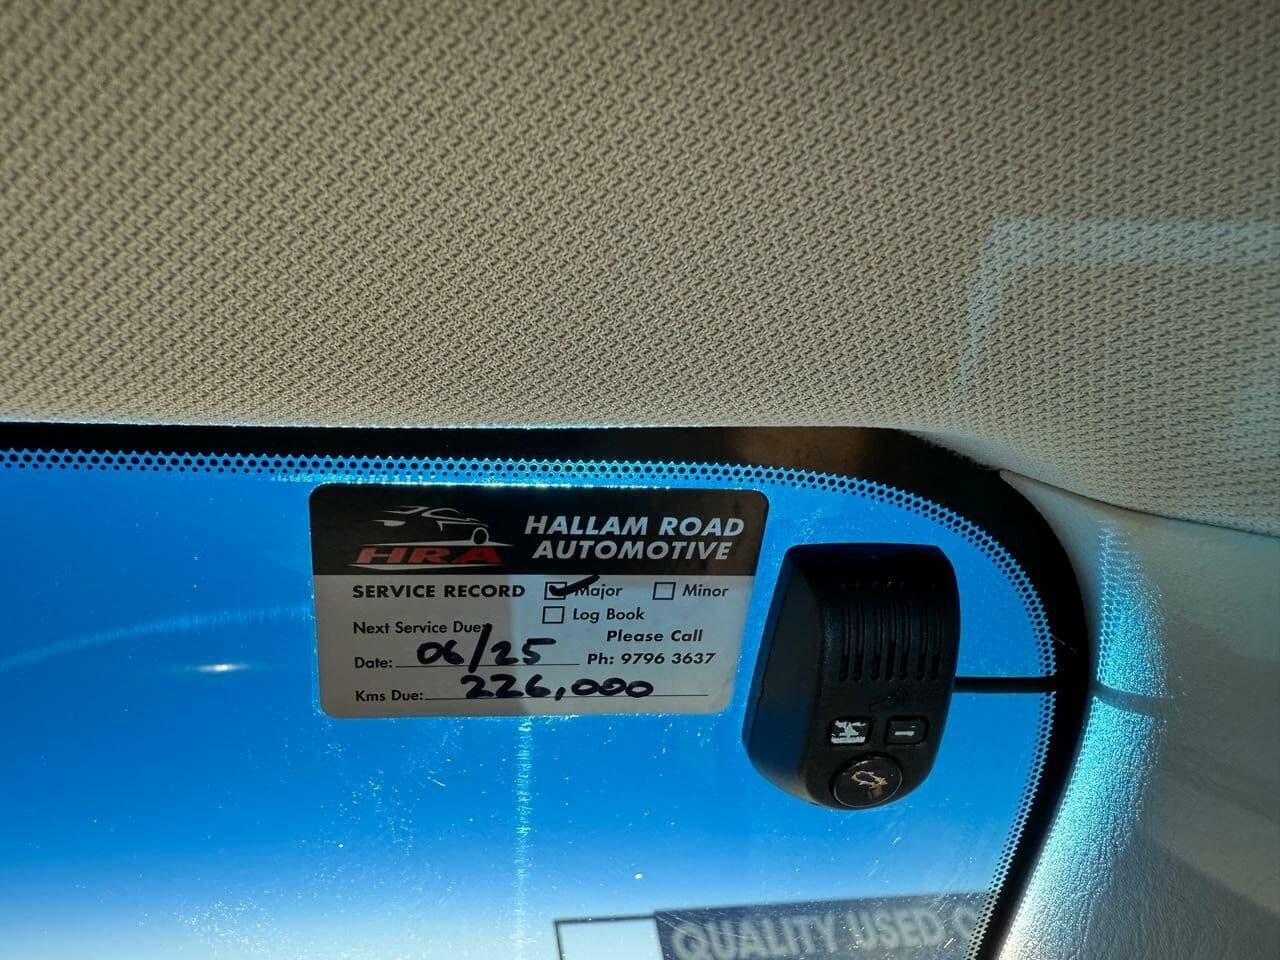 HRA
HALLAM ROAD
AUTOMOTIVE
SERVICE RECORD Major Minor
Log Book
Next Service Due:
Please Call
Date: 06/25 Ph: 9796 3637
Kms Due: 226,000
QUALITY USED